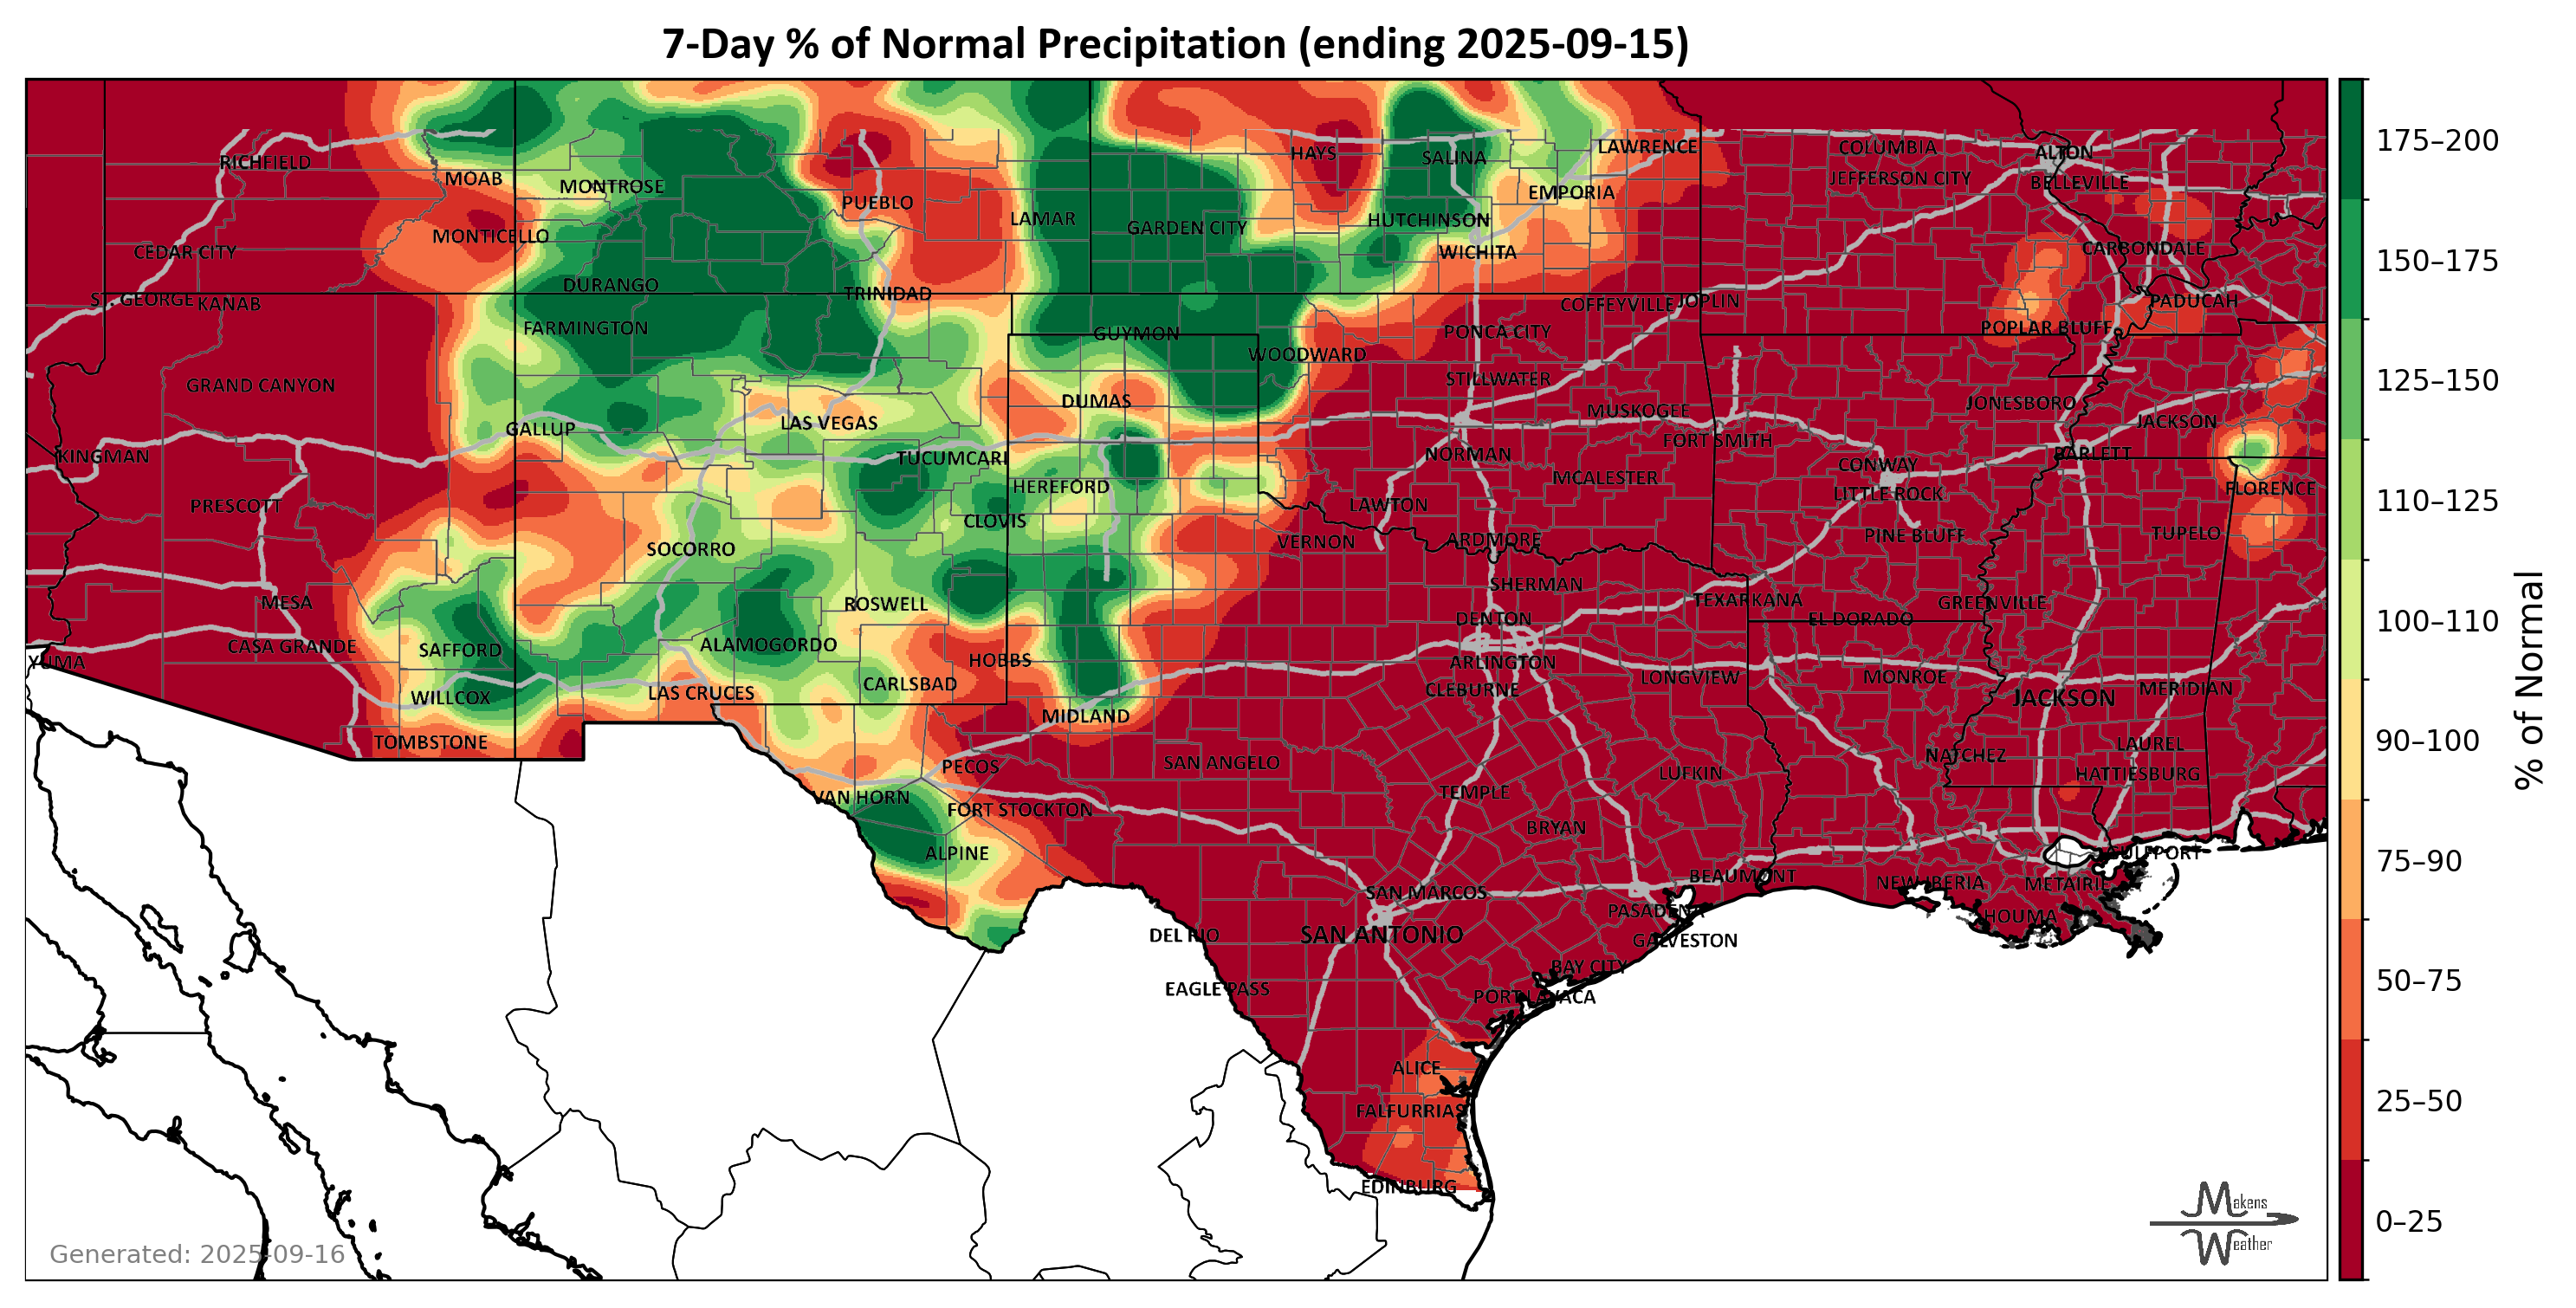 7-Day % of Normal Precipitation (ending 2025-09-15)
RICHFIELD
MOAB
MONTROSE
PUEBLO
LAMAR
GARDEN CITY
HAYS
SALINA
LAWRENCE
EMPORIA
HUTCHINSON
WICHITA
COLUMBIA
ALTON
JEFFERSON CITY
BELLEVILLE
CARBONDALE
PADUCAH
POPLAR BLUFF
CEDAR CITY
MONTICELLO
DURANGO
TRINIDAD
ST. GEORGE
KANAB
FARMINGTON
GUYMON
WOODWARD
COFFEYVILLE
JOPLIN
PONCA CITY
STILLWATER
GRAND CANYON
DUMAS
LAS VEGAS
GALLUP
TUCUMCARI
MUSKOGEE
FORT SMITH
JONESBORO
JACKSON
BARLETT
KINGMAN
NORMAN
CONWAY
LITTLE ROCK
FLORENCE
MCALESTER
HEREFORD
PRESCOTT
CLOVIS
LAWTON
VERNON
ARDMORE
PINE BLUFF
TUPELO
SOCORRO
SHERMAN
MESA
ROSWELL
DENTON
TEXARKANA
EL DORADO
GREENVILLE
CASA GRANDE
SAFFORD
ALAMOGORDO
HOBBS
ARLINGTON
YUMA
WILLCOX
LAS CRUCES
CARLSBAD
CLEBURNE
LONGVIEW
MONROE
JACKSON
MERIDIAN
MIDLAND
TOMBSTONE
PECOS
SAN ANGELO
NATCHEZ
LAUREL
HATTIESBURG
LUFKIN
TEMPLE
VAN HORN
FORT STOCKTON
BRYAN
ALPINE
GULFPORT
SAN MARCOS
BEAUMONT
NEW IBERIA
METAIRIE
PASADENA
HOUMA
DEL RIO
SAN ANTONIO
GALVESTON
BAY CITY
EAGLE PASS
PORT LAVACA
ALICE
FALFURRIAS
EDINBURG
Generated: 2025-09-16
Makens
Weather
175–200
150–175
125–150
110–125
100–110
90–100
75–90
50–75
25–50
0–25
% of Normal